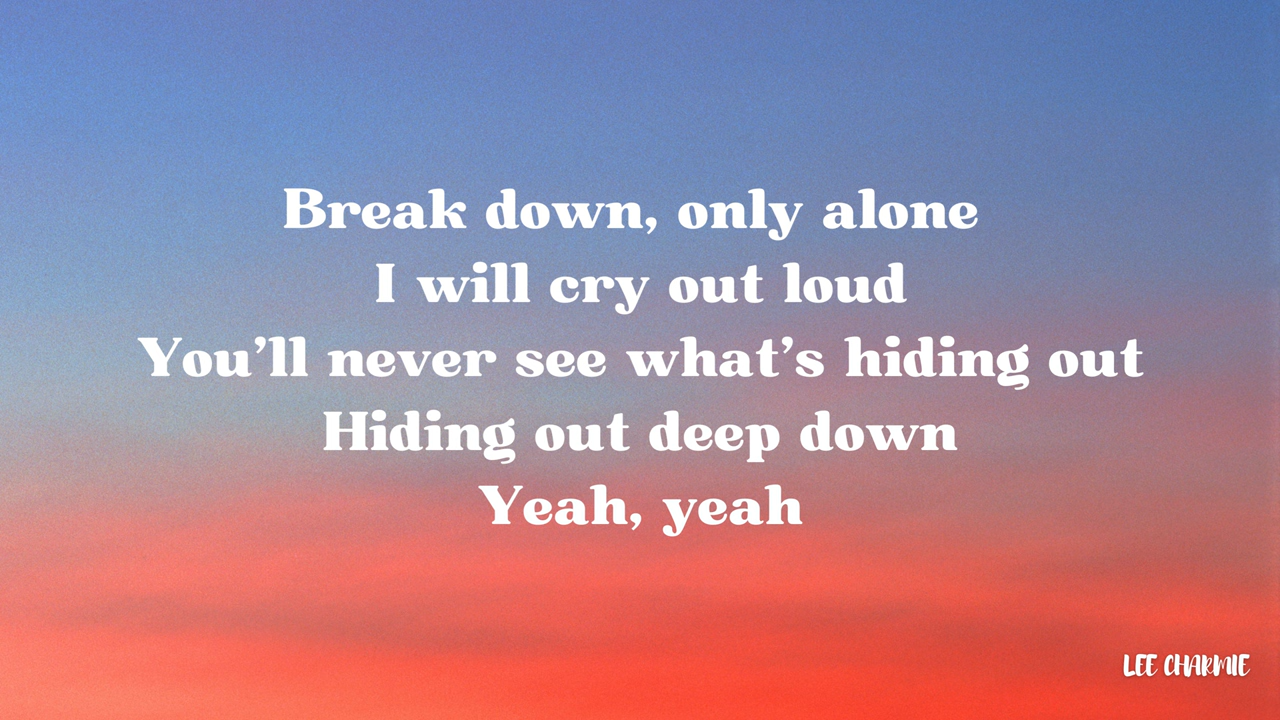 Break down, only alone
I will cry out loud
You'll never see what's hiding out
Hiding out deep down
Yeah, yeah
LEE CHARMIE